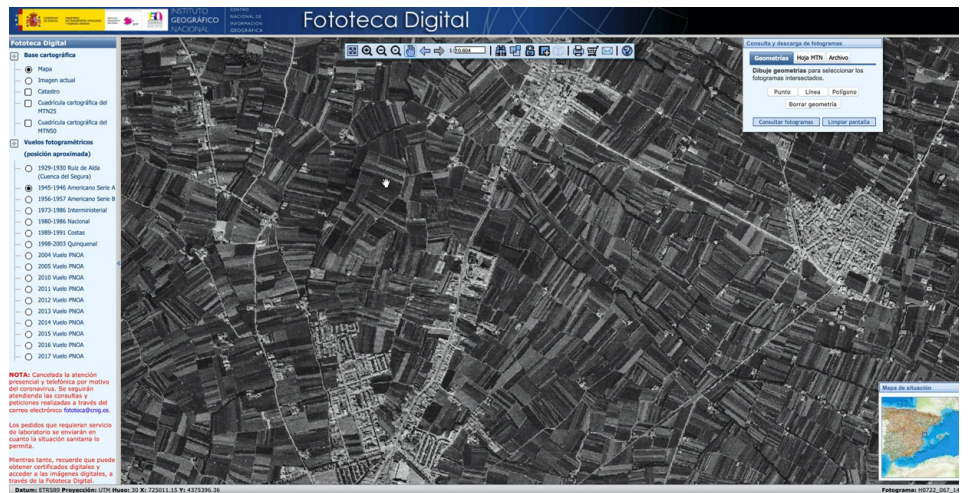 INSTITUTO
GEOGRÁFICO
NACIONAL
CENTRO
NACIONAL DE
INFORMACIÓN
GEOGRÁFICA
Fototeca Digital
Fototeca Digital
Base cartográfica
Mapa
Imagen actual
Catastro
Cuadrícula cartográfica del
MTN25
Cuadrícula cartográfica del
MTN50
Vuelos fotogramétricos
(posición aproximada)
1929-1930 Ruiz de Alda
(Cuenca del Segura)
1945-1946 Americano Serie A
1956-1957 Americano Serie B
1973-1986 Interministerial
1980-1986 Nacional
1989-1991 Costas
1998-2003 Quinquenal
2004 Vuelo PNOA
2005 Vuelo PNOA
2010 Vuelo PNOA
2011 Vuelo PNOA
2012 Vuelo PNOA
2013 Vuelo PNOA
2014 Vuelo PNOA
2015 Vuelo PNOA
2016 Vuelo PNOA
2017 Vuelo PNOA
NOTA: Cancelada la atención
presencial y telefónica por motivo
del coronavirus. Se seguirán
atendiendo las consultas y
peticiones realizadas a través del
correo electrónico fototeca@cnig.es.
Los pedidos que requieran servicio
de laboratorio se enviarán en
cuanto la situación sanitaria lo
permita.
Mientras tanto, recuerde que puede
obtener certificados digitales y
acceder a las imágenes digitales, a
través de la Fototeca Digital.
Consulta y descarga de fotogramas
Geometrías Hoja MTN Archivo
Dibuje geometrías para seleccionar los
fotogramas intersectados.
Punto Línea Polígono
Borrar geometría
Consultar fotogramas Limpiar pantalla
Mapa de situación
Datum: ETRS89 Proyección: UTM Huso: 30 X: 725011.15 Y: 4375396.36
Fotograma: H0722_067_14